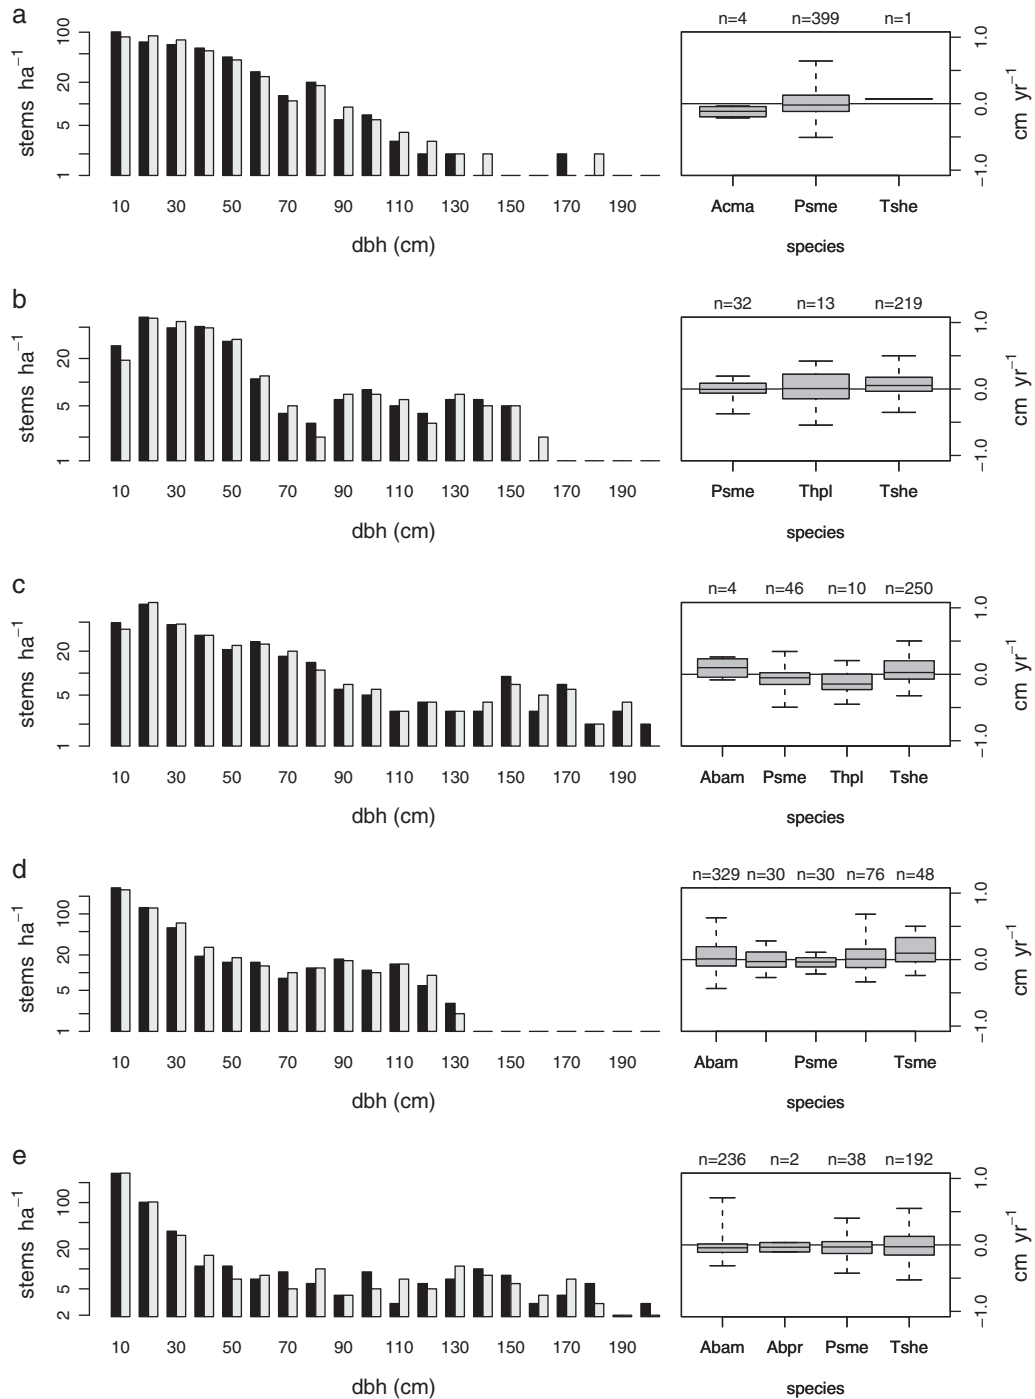 a
n=4 n=399 n=1
stems ha−1
100
20
5
1
1.0
0.0
−1.0
cm yr−1
10 30 50 70 90 110 130 150 170 190
Acma Psme Tshe
dbh (cm)
species
b
n=32 n=13 n=219
stems ha−1
20
5
1
1.0
0.0
−1.0
cm yr−1
10 30 50 70 90 110 130 150 170 190
Psme Thpl Tshe
dbh (cm)
species
c
n=4 n=46 n=10 n=250
stems ha−1
20
5
1
1.0
0.0
−1.0
cm yr−1
10 30 50 70 90 110 130 150 170 190
Abam Psme Thpl Tshe
dbh (cm)
species
d
n=329 n=30 n=30 n=76 n=48
stems ha−1
100
20
5
1
1.0
0.0
−1.0
cm yr−1
10 30 50 70 90 110 130 150 170 190
Abam Psme Tsme
dbh (cm)
species
e
n=236 n=2 n=38 n=192
stems ha−1
100
20
5
2
1.0
0.0
−1.0
cm yr−1
10 30 50 70 90 110 130 150 170 190
Abam Abpr Psme Tshe
dbh (cm)
species